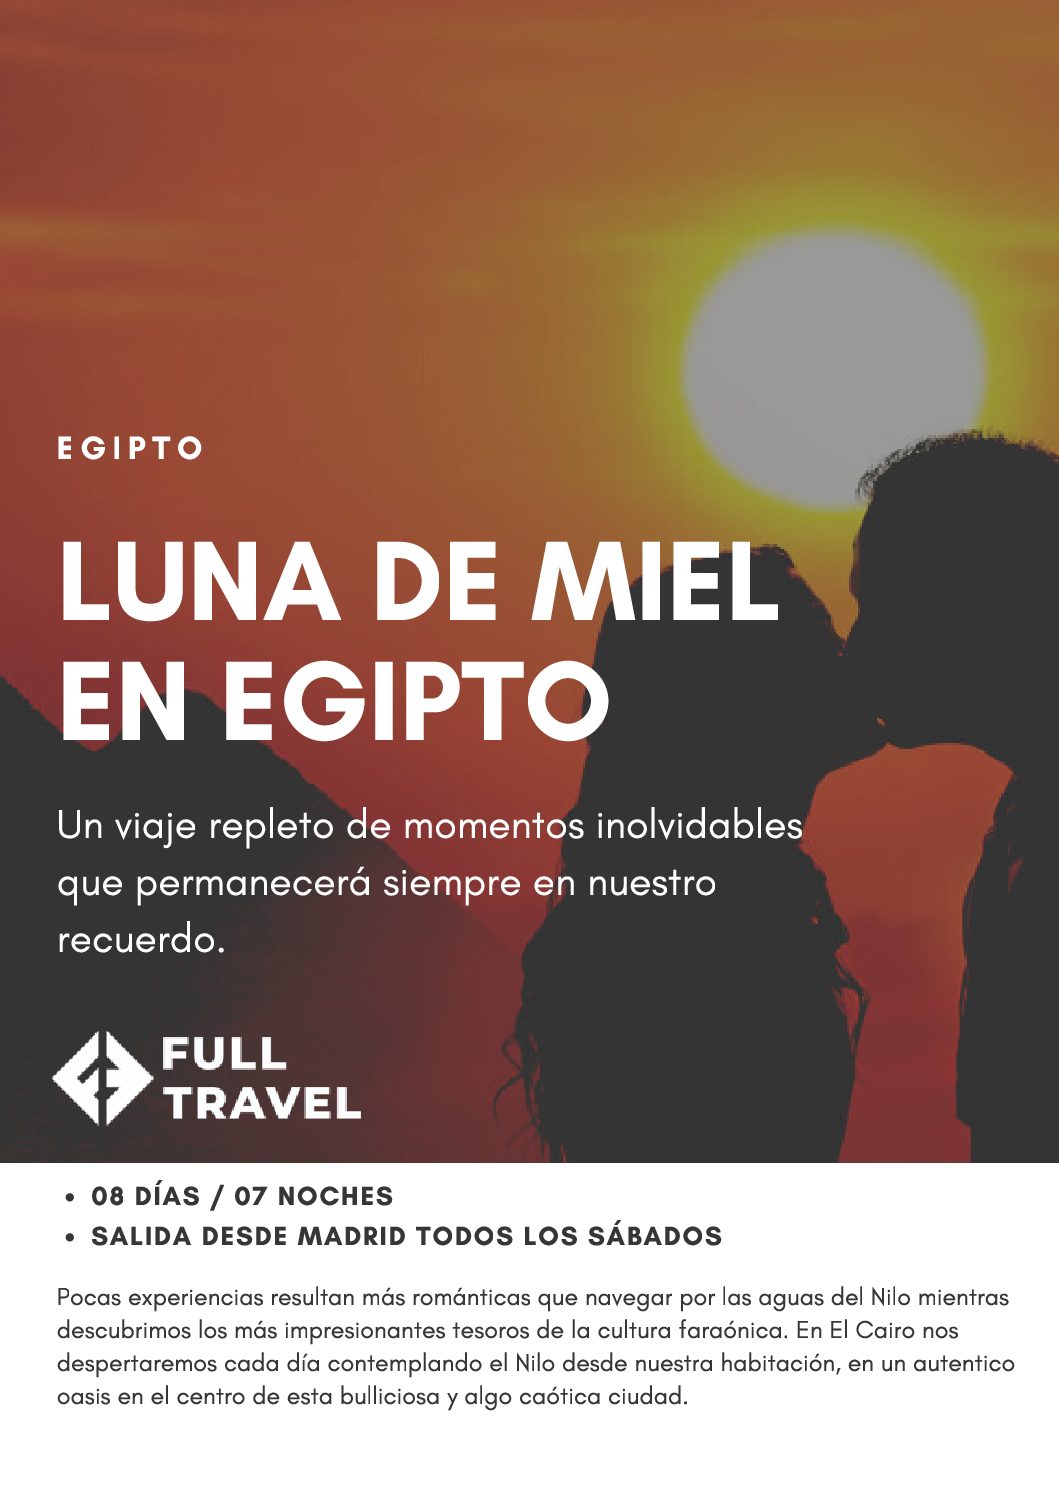 EGIPTO
LUNA DE MIEL
EN EGIPTO
Un viaje repleto de momentos inolvidables
que permanecerá siempre en nuestro
recuerdo.
FULL
TRAVEL
• 08 DÍAS / 07 NOCHES
• SALIDA DESDE MADRID TODOS LOS SÁBADOS
Pocas experiencias resultan más románticas que navegar por las aguas del Nilo mientras
descubrimos los más impresionantes tesoros de la cultura faraónica. En El Cairo nos
despertaremos cada día contemplando el Nilo desde nuestra habitación, en un autentico
oasis en el centro de esta bulliciosa y algo caótica ciudad.